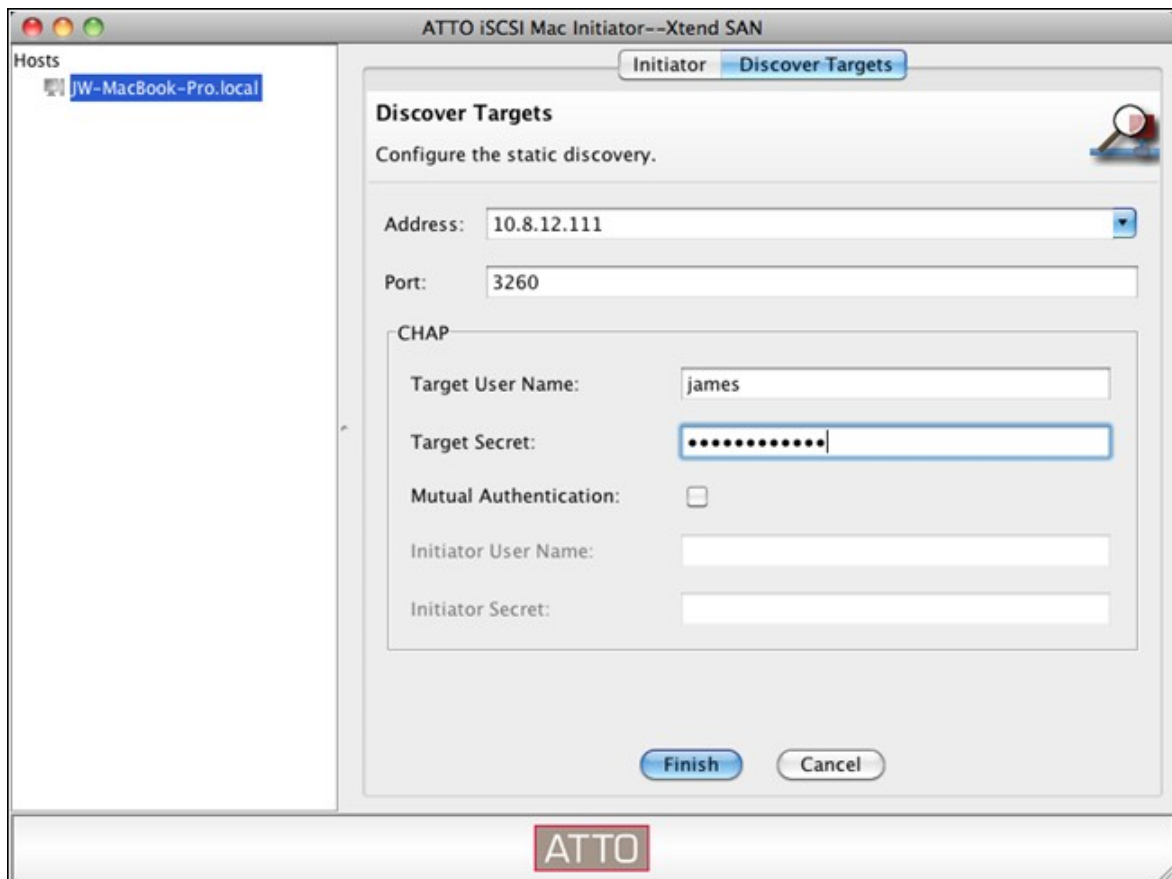 ATTO iSCSI Mac Initiator--Xtend SAN
Hosts
JW-MacBook-Pro.local
Initiator
Discover Targets
Discover Targets
Configure the static discovery.
Address: 10.8.12.111
Port: 3260
CHAP
Target User Name: james
Target Secret: ••••••••••••
Mutual Authentication:
Initiator User Name:
Initiator Secret:
Finish
Cancel
ATTO